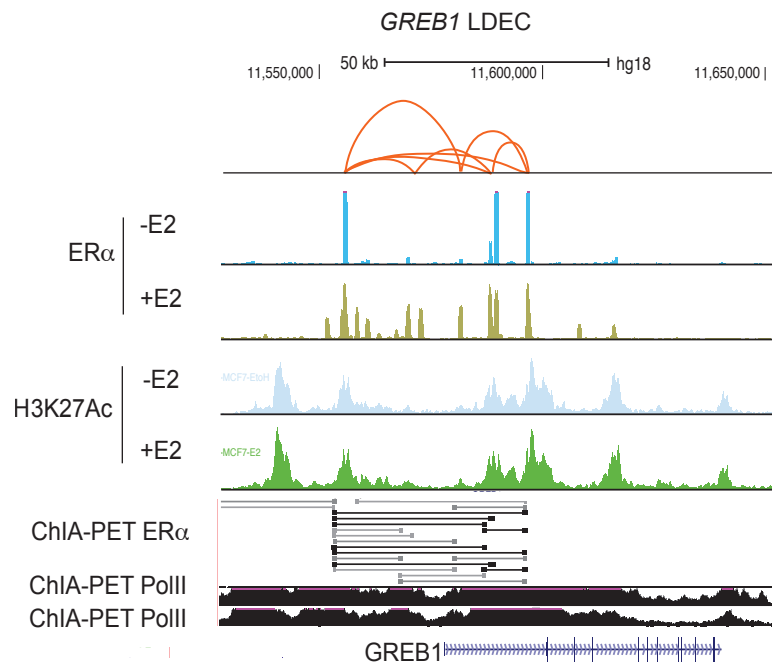 GREB1 LDEC
50 kb hg18
11,550,000 11,600,000 11,650,000
-E2
ERα
+E2
-E2
-MCF7-EtoH
H3K27Ac
+E2
-MCF7-E2
ChIA-PET ERα
ChIA-PET PolII
ChIA-PET PolII
GREB1